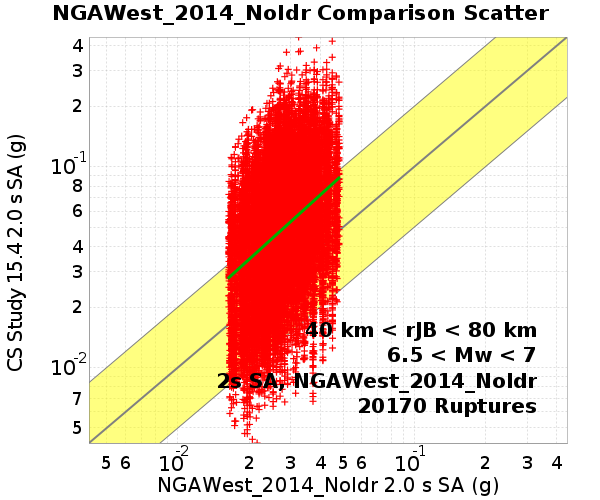 NGAWest_2014_NoIdr Comparison Scatter
CS Study 15.4 2.0 s SA (g)
4
3
2
10-1
8
6
4
3
2
10-2
7
5
40 km < rJB < 80 km
6.5 < Mw < 7
2s SA, NGAWest_2014_NoIdr
20170 Ruptures
5 6 10-2 2 3 4 5 6 10-1 2 3 4
NGAWest_2014_NoIdr 2.0 s SA (g)